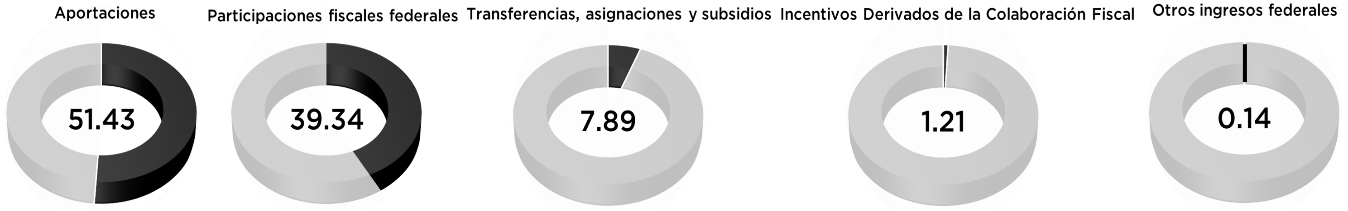 Aportaciones
Participaciones fiscales federales
Transferencias, asignaciones y subsidios
Incentivos Derivados de la Colaboración Fiscal
Otros ingresos federales
51.43
39.34
7.89
1.21
0.14